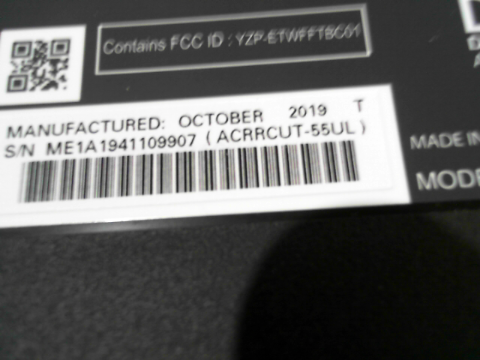 Contains FCC ID : YZP-ETWFFTBC01
MANUFACTURED: OCTOBER 2019 T
S/N ME1A1941109907 (ACRRCUT-55UL)
MADE IN
MODE